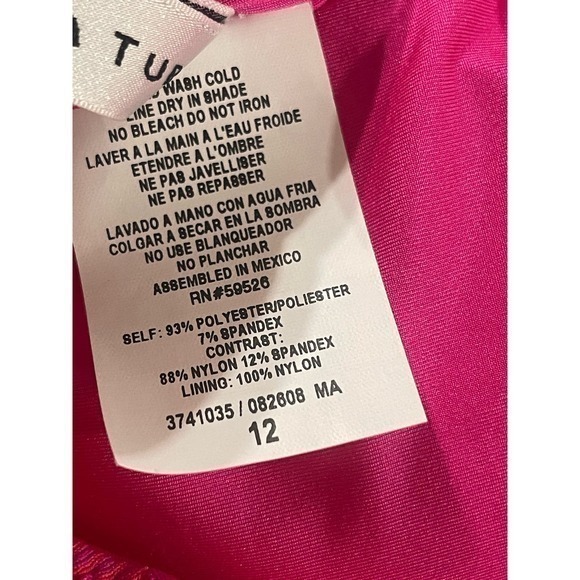 A TU
WASH COLD
LINE DRY IN SHADE
NO BLEACH DO NOT IRON
LAVER A LA MAIN A L'EAU FROIDE
ETENDRE A L'OMBRE
NE PAS JAVELLISER
NE PAS REPASSER
LAVADO A MANO CON AGUA FRIA
COLGAR A SECAR EN LA SOMBRA
NO USE BLANQUEADOR
NO PLANCHAR
ASSEMBLED IN MEXICO
RN#59526
SELF: 93% POLYESTER/POLIESTER
7% SPANDEX
CONTRAST:
88% NYLON 12% SPANDEX
LINING: 100% NYLON
3741035 / 082608 MA
12